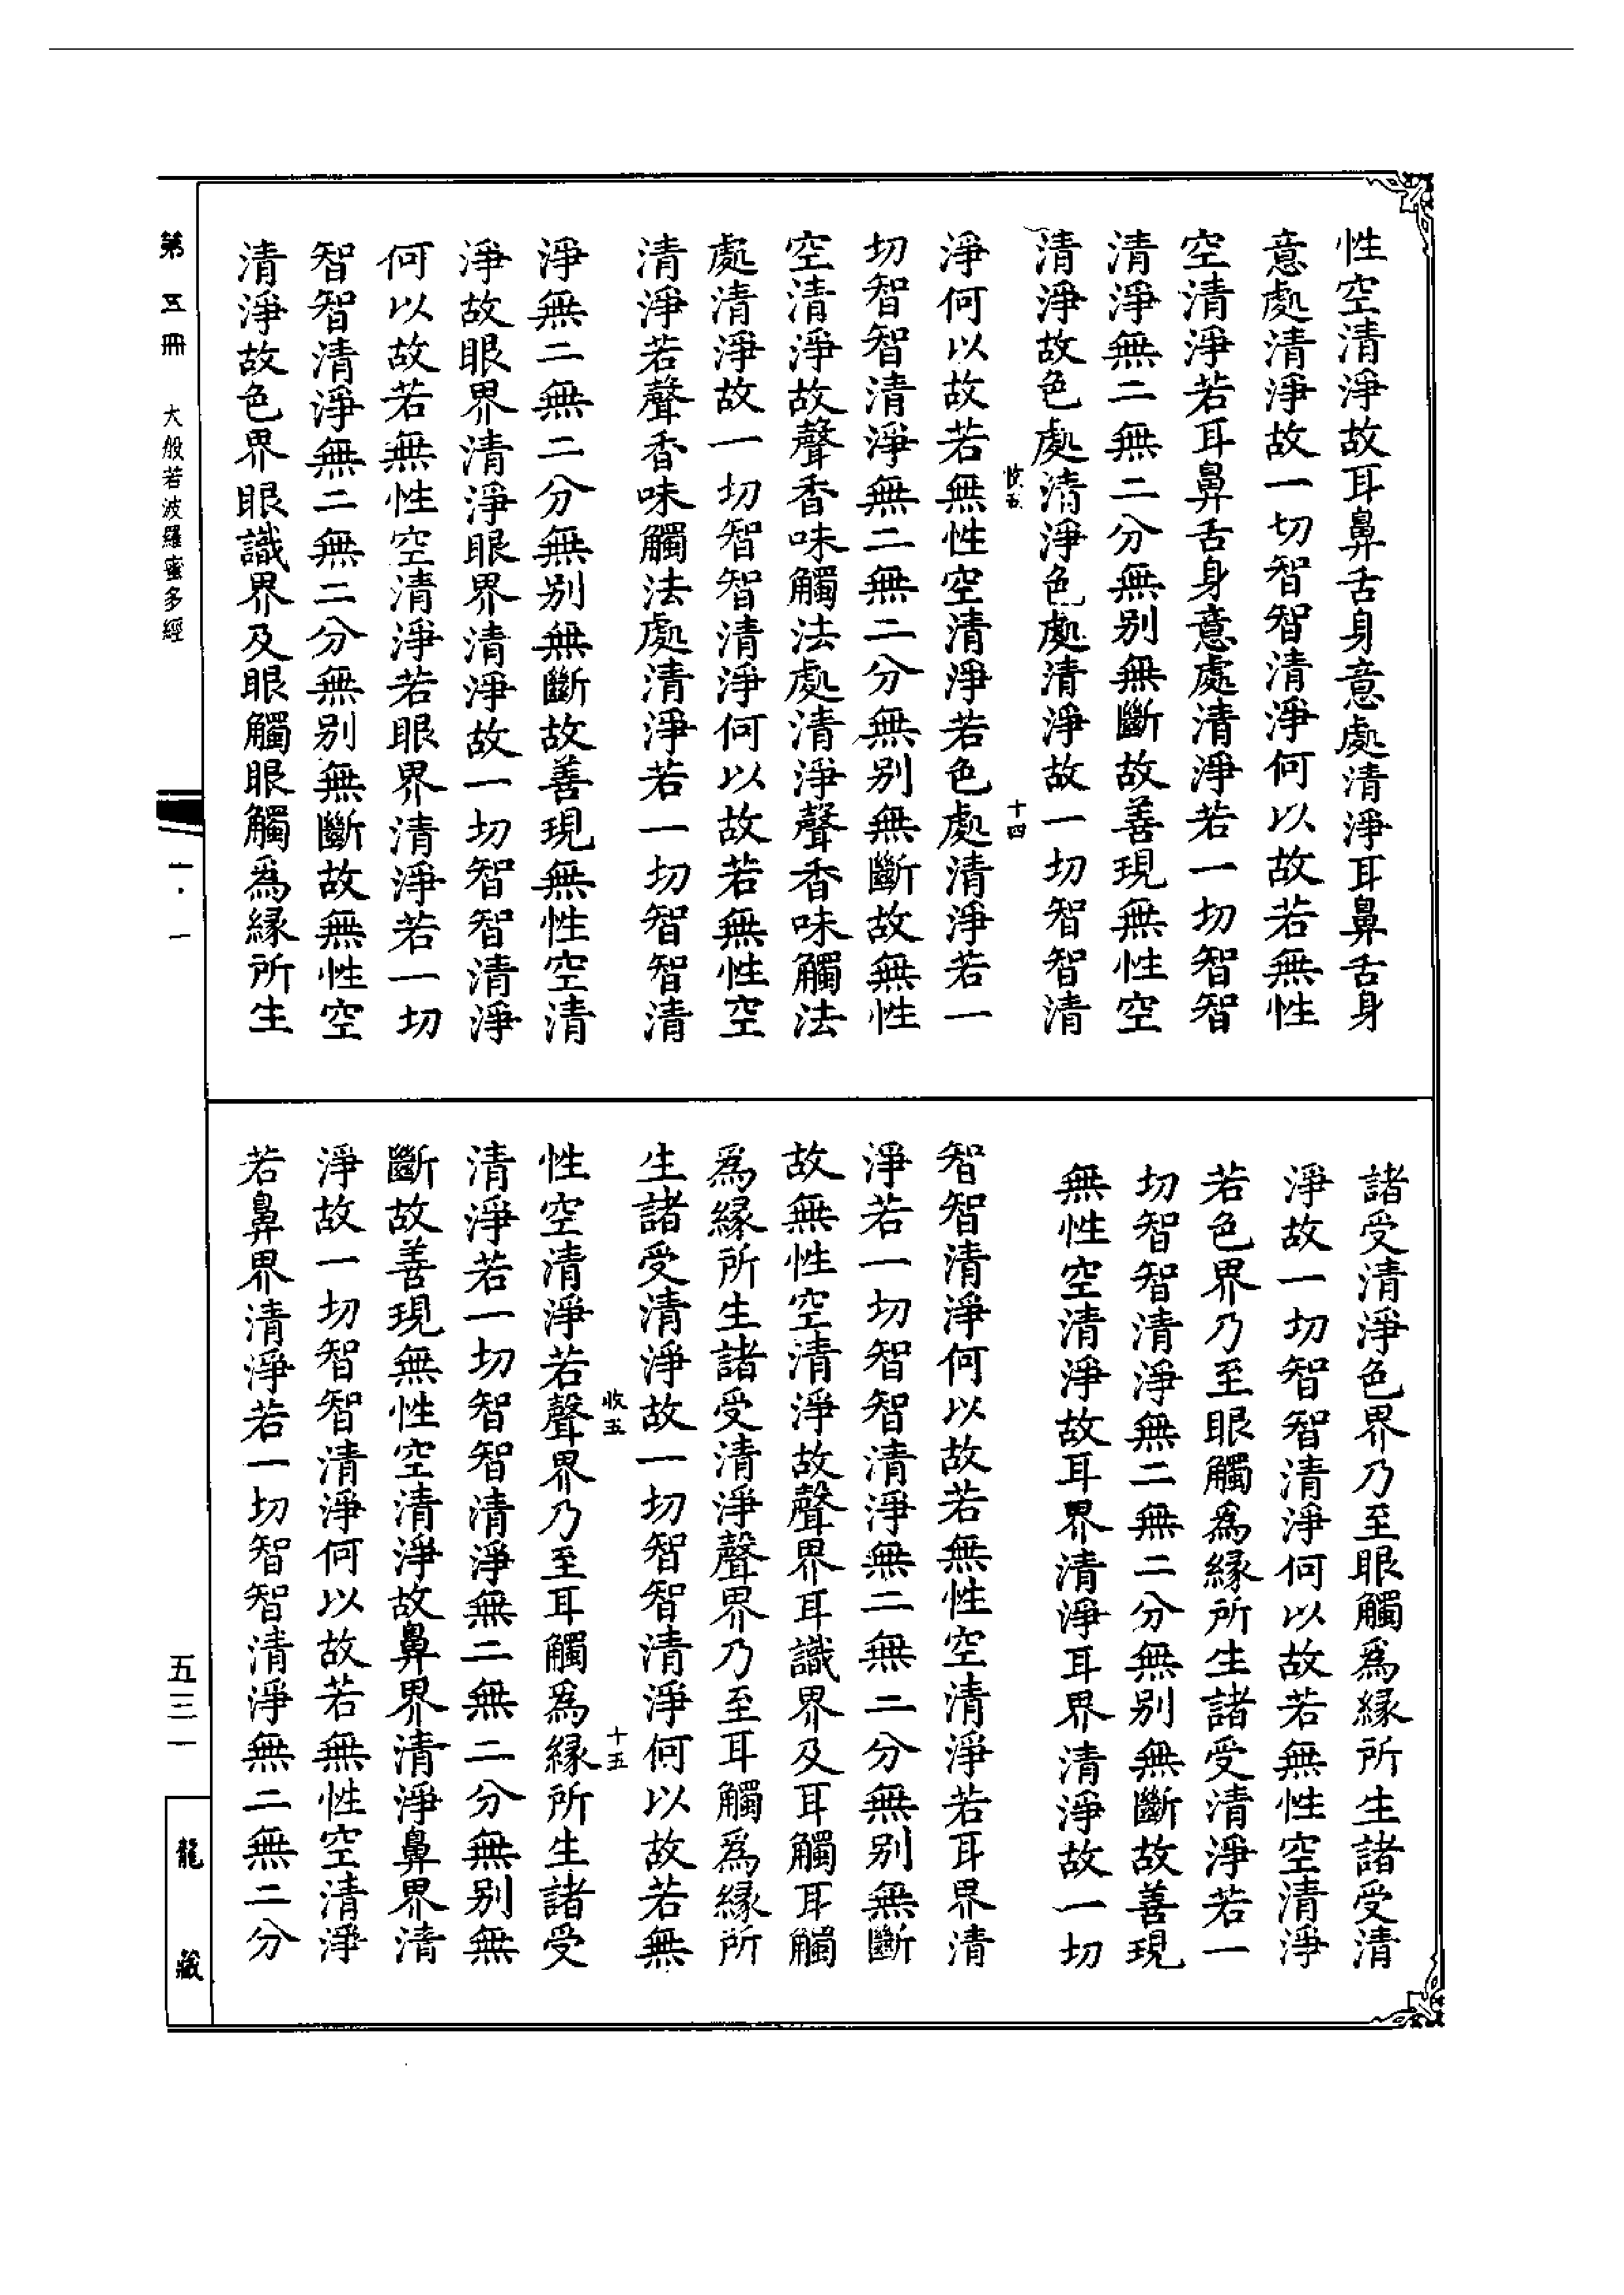 性空清淨故耳鼻舌身意處清淨耳鼻舌身
意處清淨故一切智智清淨何以故若無性
空清淨若耳鼻舌身意處清淨若一切智智
清淨無二無二分無别無斷故善現無性空
清淨故色處清淨色處清淨故一切智智清
收五 十四
淨何以故若無性空清淨若色處清淨若一
切智智清淨無二無二分無别無斷故無性
空清淨故聲香味觸法處清淨聲香味觸法
處清淨故一切智智清淨何以故若無性空
清淨若聲香味觸法處清淨若一切智智清
淨無二無二分無别無斷故善現無性空清
淨故眼界清淨眼界清淨故一切智智清淨
何以故若無性空清淨若眼界清淨若一切
智智清淨無二無二分無别無斷故無性空
清淨故色界眼識界及眼觸眼觸為縁所生
諸受清淨色界乃至眼觸為縁所生諸受清
淨故一切智智清淨何以故若無性空清淨
若色界乃至眼觸為縁所生諸受清淨若一
切智智清淨無二無二分無别無斷故善現
無性空清淨故耳界清淨耳界清淨故一切
智智清淨何以故若無性空清淨若耳界清
淨若一切智智清淨無二無二分無别無斷
故無性空清淨故聲界耳識界及耳觸耳觸
為縁所生諸受清淨聲界乃至耳觸為縁所
生諸受清淨故一切智智清淨何以故若無
收五 十五
性空清淨若聲界乃至耳觸為縁所生諸受
清淨若一切智智清淨無二無二分無别無
斷故善現無性空清淨故鼻界清淨鼻界清
淨故一切智智清淨何以故若無性空清淨
若鼻界清淨若一切智智清淨無二無二分
第五冊 大般若波羅蜜多經
一·一
五三一
龍藏